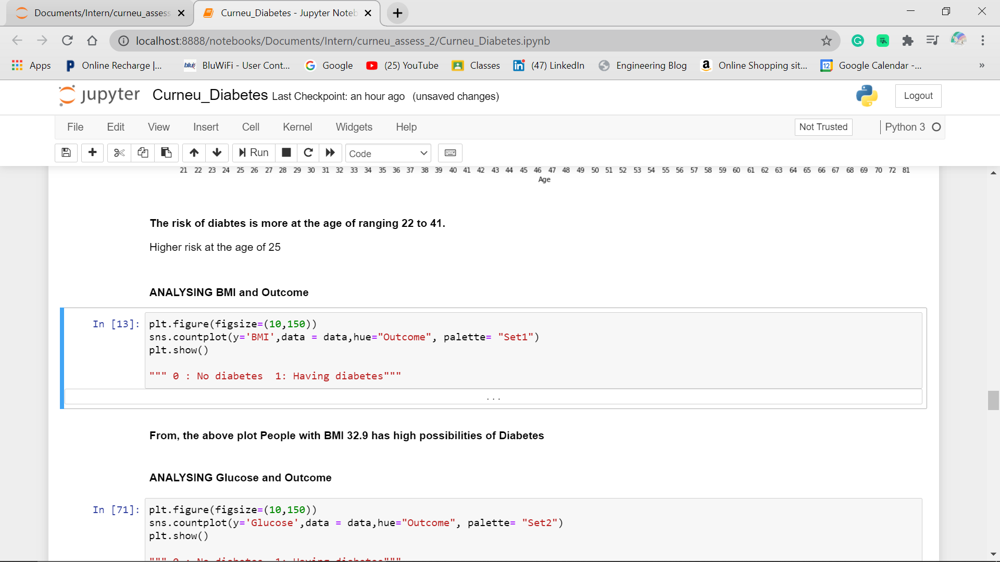 Documents/Intern/curneu_assess
Curneu_Diabetes - Jupyter Noteb
localhost:8888/notebooks/Documents/Intern/curneu_assess_2/Curneu_Diabetes.ipynb
Apps Online Recharge |... BluWiFi - User Cont... Google (25) YouTube Classes (47) LinkedIn Engineering Blog Online Shopping sit... Google Calendar -... »
jupyter Curneu_Diabetes Last Checkpoint: an hour ago (unsaved changes) Logout
File Edit View Insert Cell Kernel Widgets Help Not Trusted Python 3
Run Code
21 22 23 24 25 26 27 28 29 30 31 32 33 34 35 36 37 38 39 40 41 42 43 44 45 46 47 48 49 50 51 52 53 54 55 56 57 58 59 60 61 62 63 64 65 66 67 68 69 70 72 81
Age
The risk of diabtes is more at the age of ranging 22 to 41.
Higher risk at the age of 25
ANALYSING BMI and Outcome
In [13]: plt.figure(figsize=(10,150))
sns.countplot(y='BMI',data = data,hue="Outcome", palette= "Set1")
plt.show()
""" 0 : No diabetes  1: Having diabetes"""
...
From, the above plot People with BMI 32.9 has high possibilities of Diabetes
ANALYSING Glucose and Outcome
In [71]: plt.figure(figsize=(10,150))
sns.countplot(y='Glucose',data = data,hue="Outcome", palette= "Set2")
plt.show()
""" 0 : No diabetes  1: Having diabetes"""